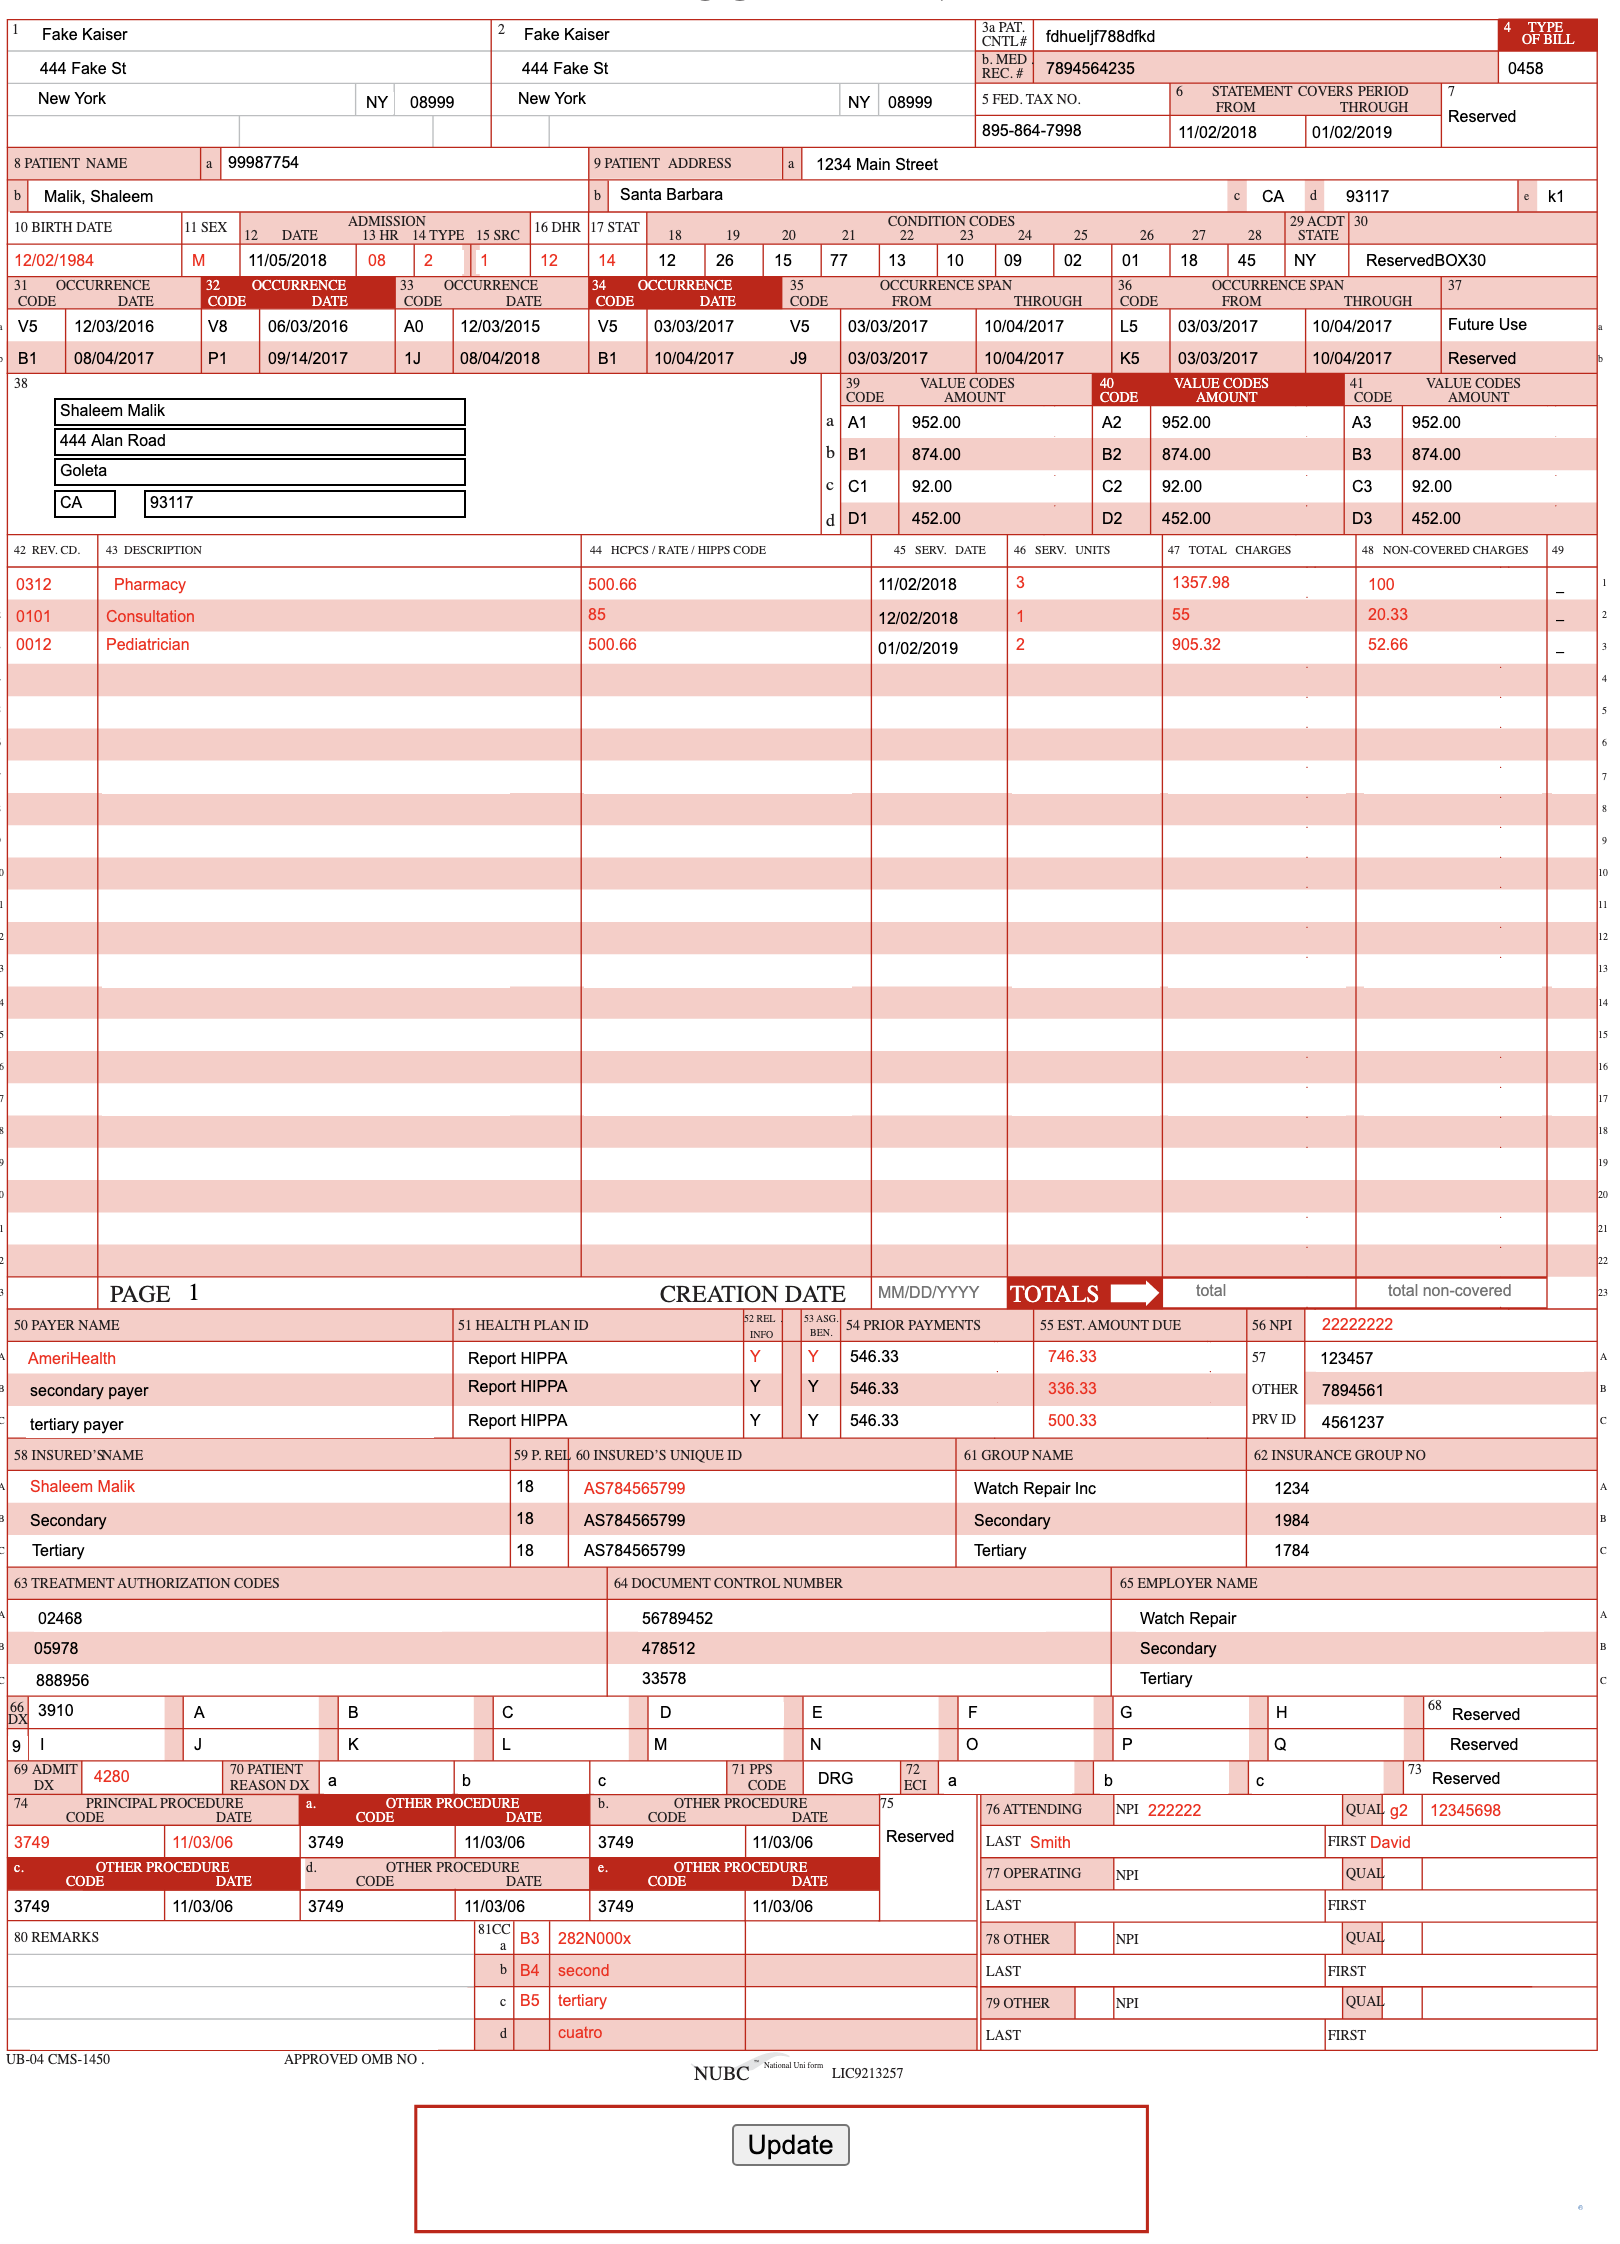 1 Fake Kaiser 2 Fake Kaiser 3a PAT. CNTL# fdhueljf788dfkd 4 TYPE OF BILL
444 Fake St 444 Fake St b. MED REC. # 7894564235 0458
New York NY 08999 New York NY 08999 5 FED. TAX NO. 6 STATEMENT COVERS PERIOD FROM THROUGH 7 Reserved
895-864-7998 11/02/2018 01/02/2019
8 PATIENT NAME a 99987754 9 PATIENT ADDRESS a 1234 Main Street
b Malik, Shaleem b Santa Barbara c CA d 93117 e k1
10 BIRTH DATE 11 SEX ADMISSION 12 DATE 13 HR 14 TYPE 15 SRC 16 DHR 17 STAT CONDITION CODES 18 19 20 21 22 23 24 25 26 27 28 29 ACDT STATE 30
12/02/1984 M 11/05/2018 08 2 1 12 14 12 26 15 77 13 10 09 02 01 18 45 NY ReservedBOX30
31 OCCURRENCE CODE DATE 32 OCCURRENCE CODE DATE 33 OCCURRENCE CODE DATE 34 OCCURRENCE CODE DATE 35 OCCURRENCE SPAN CODE FROM THROUGH 36 OCCURRENCE SPAN CODE FROM THROUGH 37
a V5 12/03/2016 V8 06/03/2016 A0 12/03/2015 V5 03/03/2017 V5 03/03/2017 10/04/2017 L5 03/03/2017 10/04/2017 Future Use a
b B1 08/04/2017 P1 09/14/2017 1J 08/04/2018 B1 10/04/2017 J9 03/03/2017 10/04/2017 K5 03/03/2017 10/04/2017 Reserved b
38 39 VALUE CODES CODE AMOUNT 40 VALUE CODES CODE AMOUNT 41 VALUE CODES CODE AMOUNT
Shaleem Malik
444 Alan Road
Goleta
CA 93117
a A1 952.00 A2 952.00 A3 952.00
b B1 874.00 B2 874.00 B3 874.00
c C1 92.00 C2 92.00 C3 92.00
d D1 452.00 D2 452.00 D3 452.00
42 REV. CD. 43 DESCRIPTION 44 HCPCS / RATE / HIPPS CODE 45 SERV. DATE 46 SERV. UNITS 47 TOTAL CHARGES 48 NON-COVERED CHARGES 49
0312 Pharmacy 500.66 11/02/2018 3 1357.98 100 _ 1
2 0101 Consultation 85 12/02/2018 1 55 20.33 _ 2
0012 Pediatrician 500.66 01/02/2019 2 905.32 52.66 _ 3
4
5
6
7
8
9
0 10
1 11
2 12
3 13
4 14
5 15
6 16
7 17
8 18
9 19
0 20
1 21
2 22
3 PAGE 1 CREATION DATE MM/DD/YYYY TOTALS total total non-covered 23
50 PAYER NAME 51 HEALTH PLAN ID 52 REL INFO 53 ASG. BEN. 54 PRIOR PAYMENTS 55 EST. AMOUNT DUE 56 NPI 22222222
A AmeriHealth Report HIPPA Y Y 546.33 746.33 57 123457 A
B secondary payer Report HIPPA Y Y 546.33 336.33 OTHER 7894561 B
C tertiary payer Report HIPPA Y Y 546.33 500.33 PRV ID 4561237 C
58 INSURED'S NAME 59 P. REL 60 INSURED'S UNIQUE ID 61 GROUP NAME 62 INSURANCE GROUP NO
A Shaleem Malik 18 AS784565799 Watch Repair Inc 1234 A
B Secondary 18 AS784565799 Secondary 1984 B
C Tertiary 18 AS784565799 Tertiary 1784 C
63 TREATMENT AUTHORIZATION CODES 64 DOCUMENT CONTROL NUMBER 65 EMPLOYER NAME
A 02468 56789452 Watch Repair A
B 05978 478512 Secondary B
C 888956 33578 Tertiary C
66 DX 3910 A B C D E F G H 68 Reserved
9 I J K L M N O P Q Reserved
69 ADMIT DX 4280 70 PATIENT REASON DX a b c 71 PPS CODE DRG 72 ECI a b c 73 Reserved
74 PRINCIPAL PROCEDURE CODE DATE a. OTHER PROCEDURE CODE DATE b. OTHER PROCEDURE CODE DATE 75 Reserved 76 ATTENDING NPI 222222 QUAL g2 12345698
3749 11/03/06 3749 11/03/06 3749 11/03/06 LAST Smith FIRST David
c. OTHER PROCEDURE CODE DATE d. OTHER PROCEDURE CODE DATE e. OTHER PROCEDURE CODE DATE 77 OPERATING NPI QUAL
3749 11/03/06 3749 11/03/06 3749 11/03/06 LAST FIRST
80 REMARKS 81CC a B3 282N000x 78 OTHER NPI QUAL
b B4 second LAST FIRST
c B5 tertiary 79 OTHER NPI QUAL
d cuatro LAST FIRST
UB-04 CMS-1450 APPROVED OMB NO . NUBC ™ National Uni form LIC9213257
Update